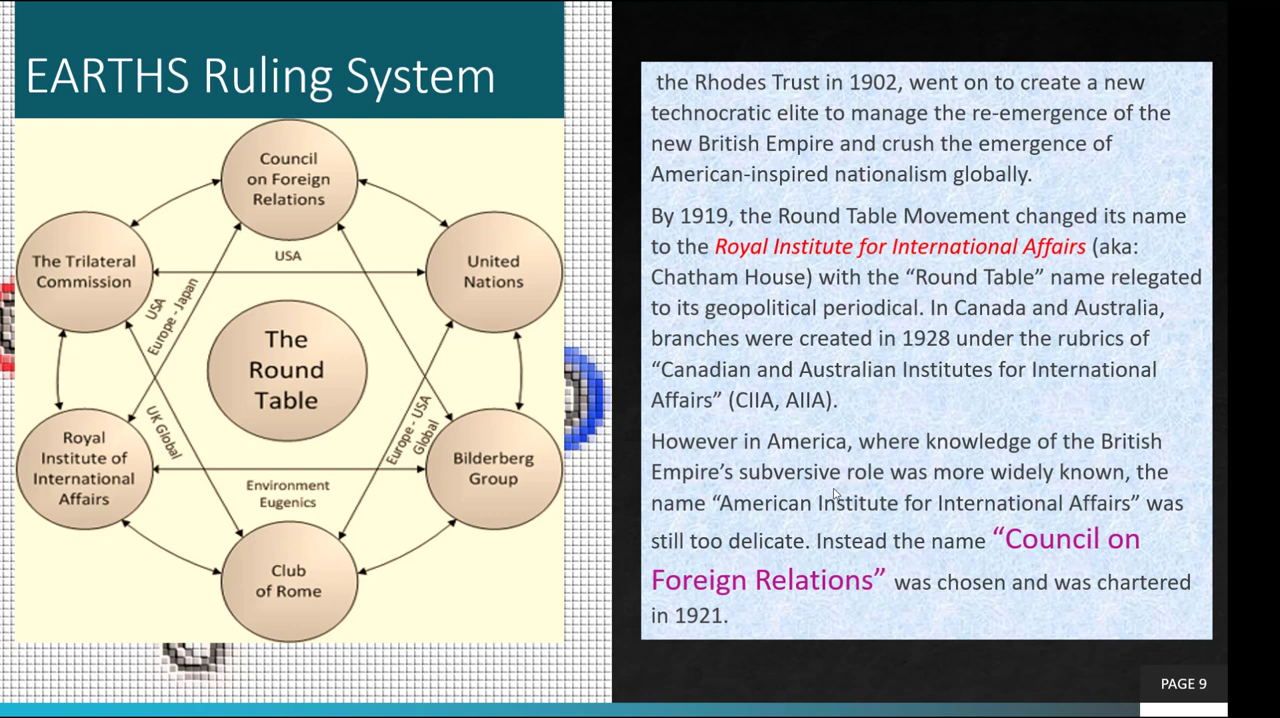 EARTHS Ruling System
Council
on Foreign
Relations
The Trilateral
Commission
USA
United
Nations
USA
Europe - Japan
The
Round
Table
UK Global
Europe - USA
Global
Royal
Institute of
International
Affairs
Bilderberg
Group
Environment
Eugenics
Club
of Rome
the Rhodes Trust in 1902, went on to create a new
technocratic elite to manage the re-emergence of the
new British Empire and crush the emergence of
American-inspired nationalism globally.
By 1919, the Round Table Movement changed its name
to the Royal Institute for International Affairs (aka:
Chatham House) with the “Round Table” name relegated
to its geopolitical periodical. In Canada and Australia,
branches were created in 1928 under the rubrics of
“Canadian and Australian Institutes for International
Affairs” (CIIA, AIIA).
However in America, where knowledge of the British
Empire’s subversive role was more widely known, the
name “American Institute for International Affairs” was
still too delicate. Instead the name “Council on
Foreign Relations” was chosen and was chartered
in 1921.
PAGE 9